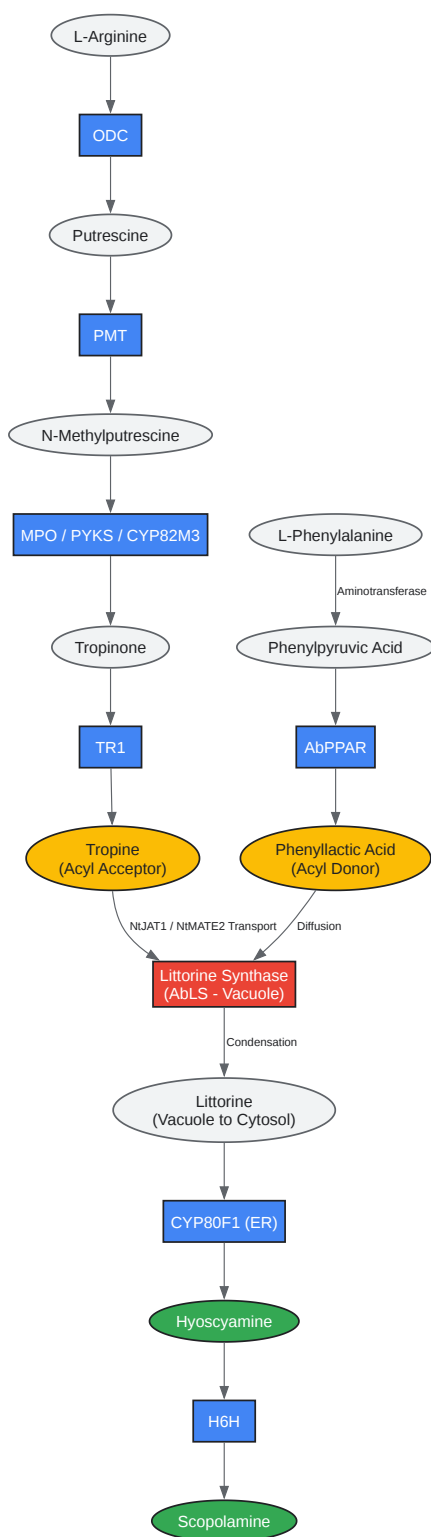 L-Arginine
ODC
Putrescine
PMT
N-Methylputrescine
MPO / PYKS / CYP82M3
L-Phenylalanine
Aminotransferase
Tropinone
Phenylpyruvic Acid
TR1
AbPPAR
Tropine
(Acyl Acceptor)
Phenyllactic Acid
(Acyl Donor)
NtJAT1 / NtMATE2 Transport
Diffusion
Littorine Synthase
(AbLS - Vacuole)
Condensation
Littorine
(Vacuole to Cytosol)
CYP80F1 (ER)
Hyoscyamine
H6H
Scopolamine